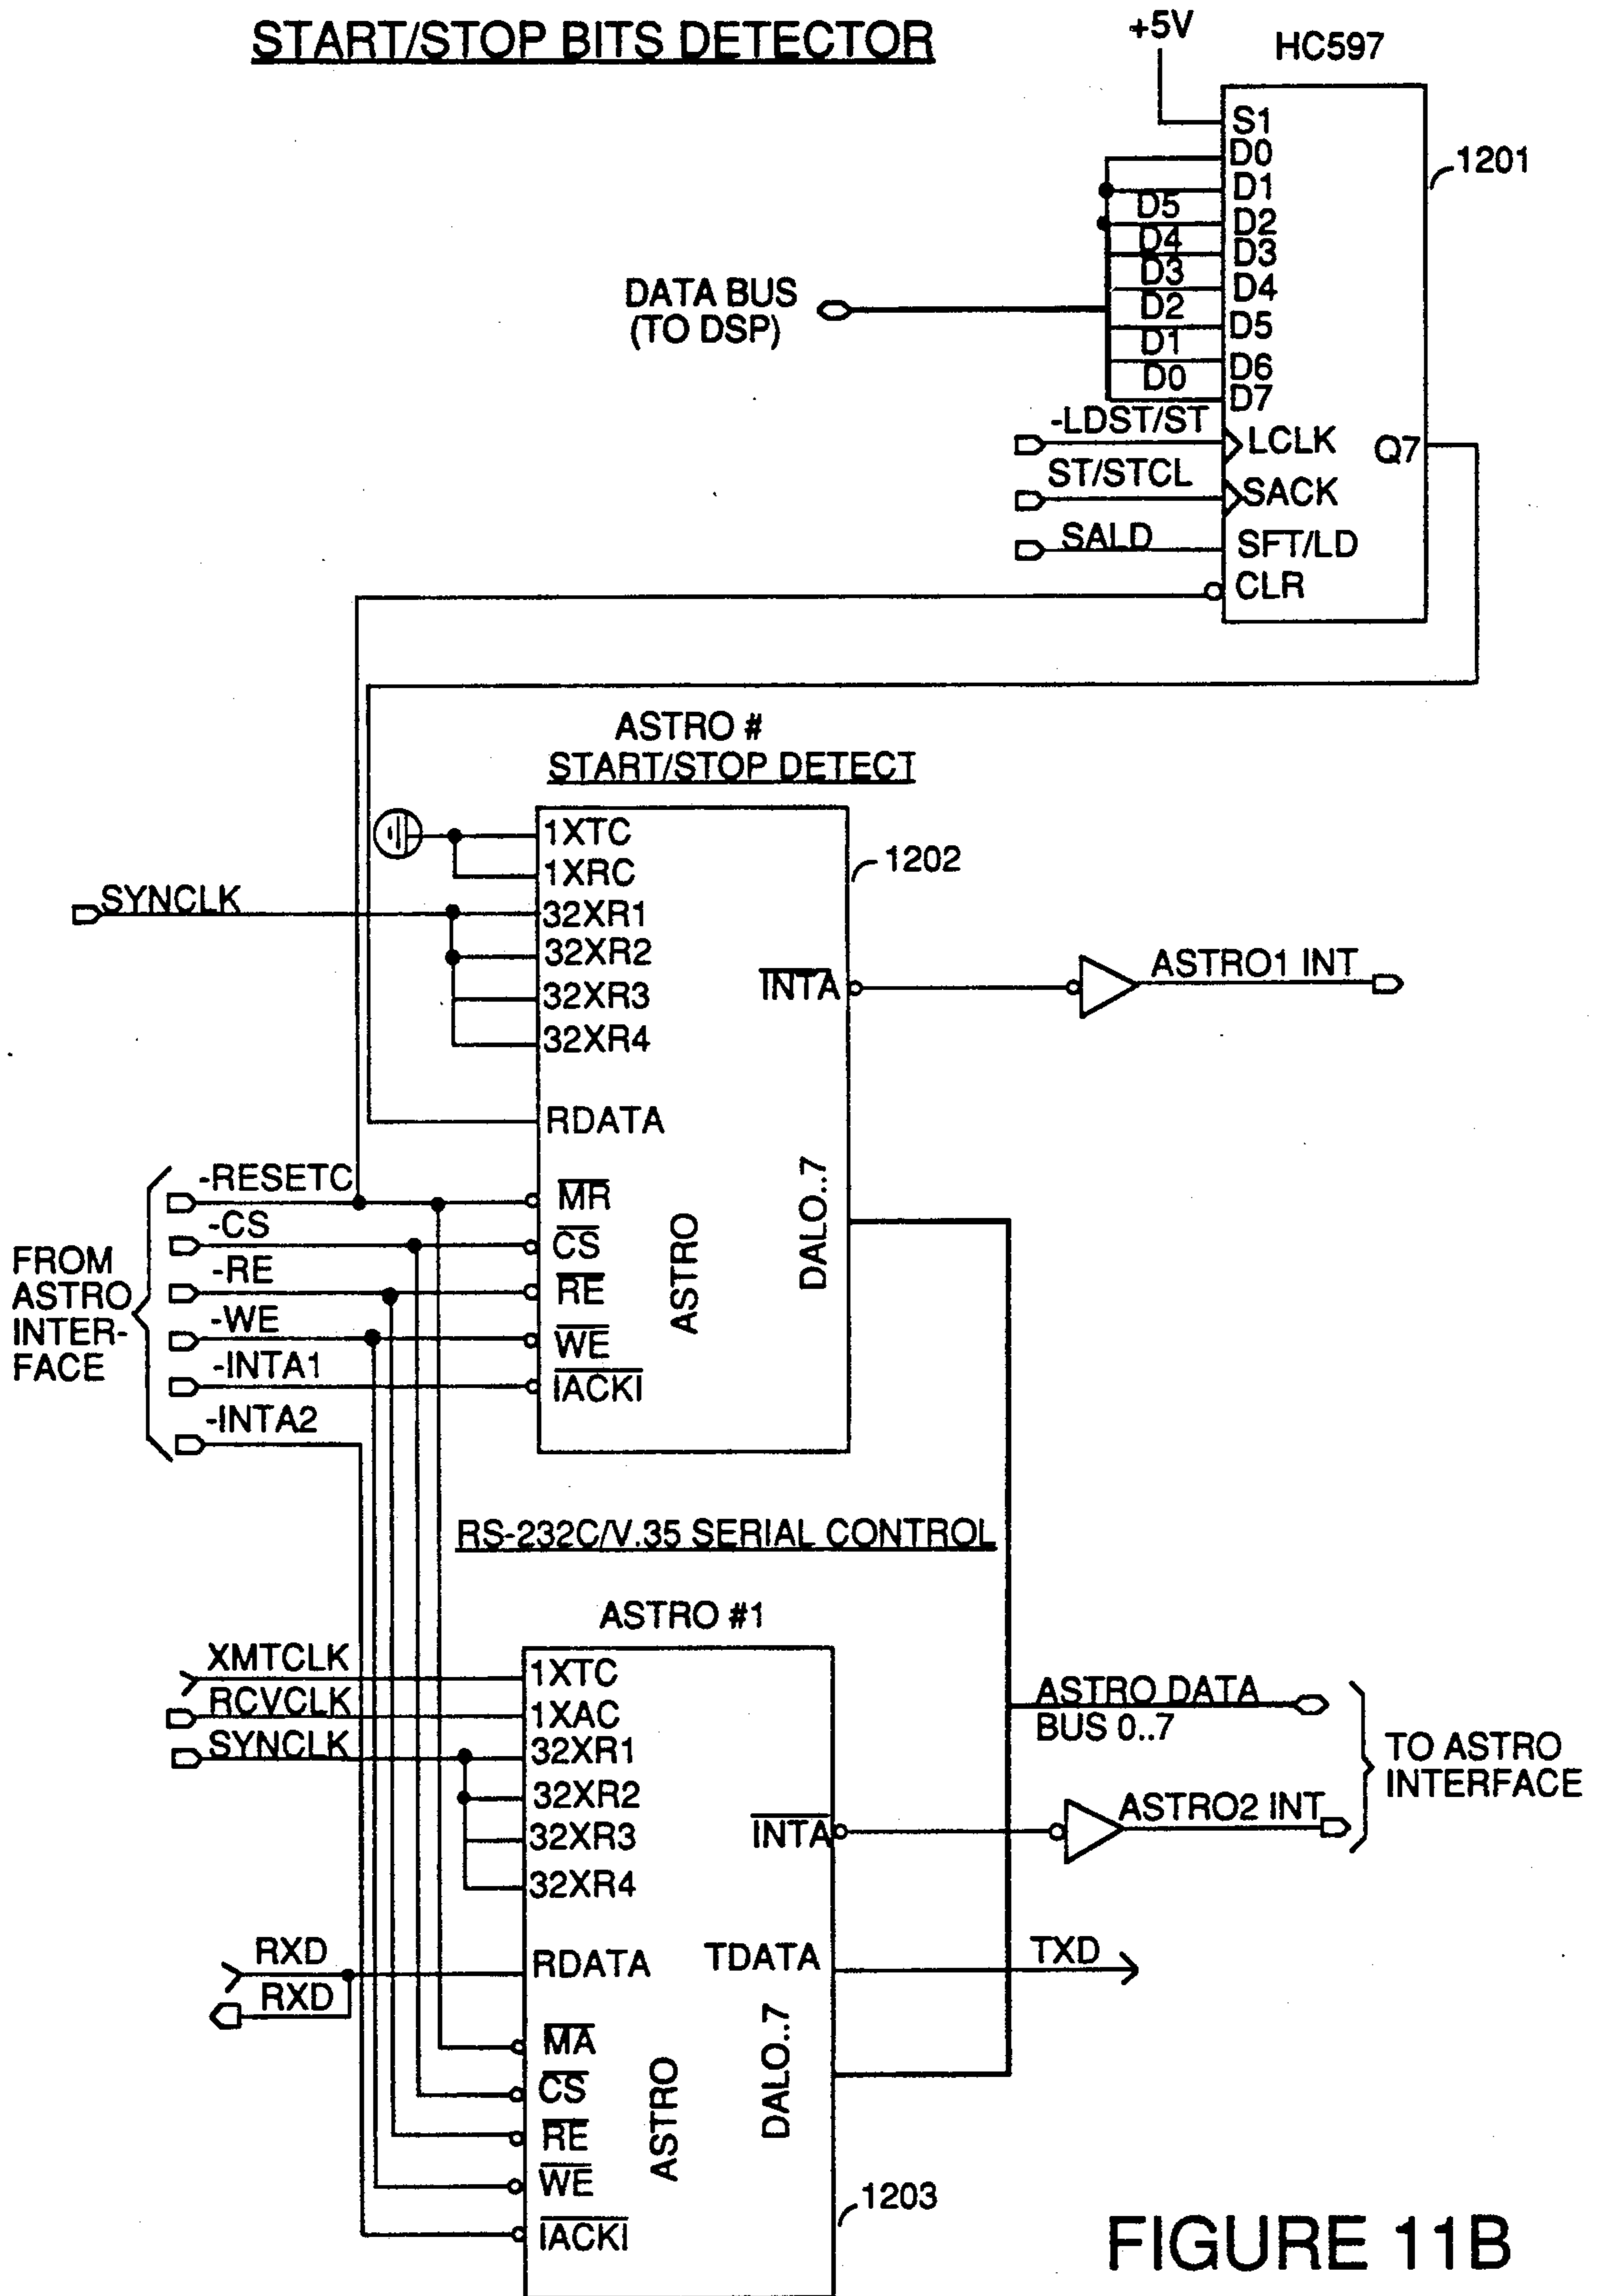 START/STOP BITS DETECTOR
+5V
HC597
S1
D0
1201
D1
D5
D2
D4
D3
D3
D4
DATA BUS
(TO DSP)
D2
D5
D1
D6
D0
D7
-LDST/ST
LCLK
Q7
ST/STCL
SACK
SALD
SFT/LD
CLR
ASTRO #
START/STOP DETECT
1XTC
1202
1XRC
SYNCLK
32XR1
32XR2
ASTRO1 INT
INTA
32XR3
32XR4
RDATA
DALO..7
ASTRO
-RESETC
MR
-CS
CS
FROM
ASTRO
INTER-
FACE
-RE
RE
-WE
WE
-INTA1
IACKI
-INTA2
RS-232C/V.35 SERIAL CONTROL
ASTRO #1
XMTCLK
1XTC
RCVCLK
1XAC
ASTRO DATA
BUS 0..7
SYNCLK
32XR1
TO ASTRO
INTERFACE
32XR2
ASTRO2 INT
INTA
32XR3
32XR4
RXD
RDATA
TDATA
TXD
RXD
DALO..7
ASTRO
MA
CS
RE
WE
1203
IACKI
FIGURE 11B